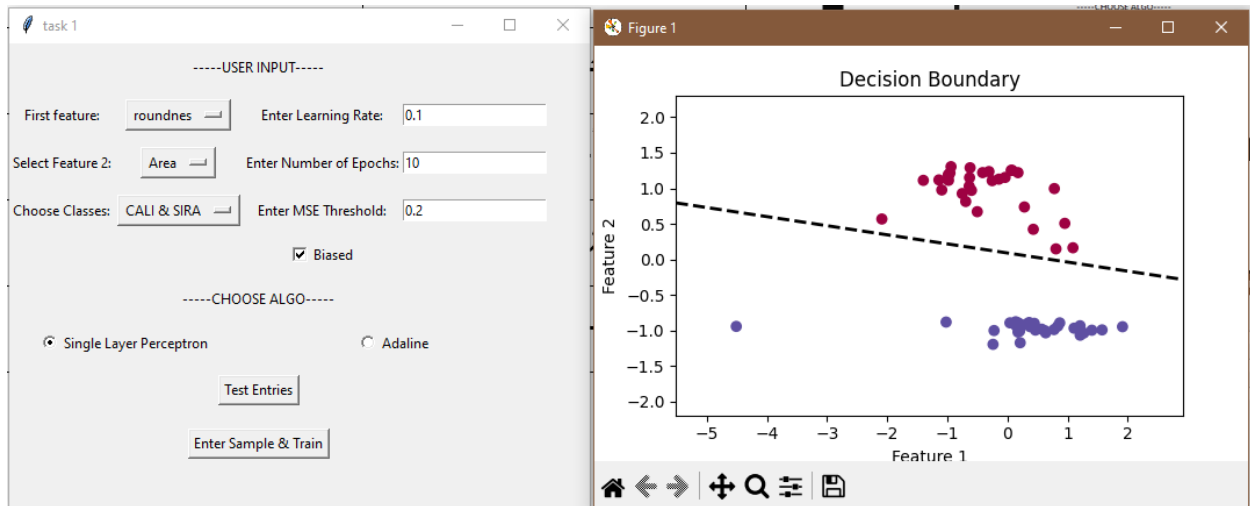 task 1
-----USER INPUT-----
First feature: roundnes Enter Learning Rate: 0.1
Select Feature 2: Area Enter Number of Epochs: 10
Choose Classes: CALI & SIRA Enter MSE Threshold: 0.2
Biased
-----CHOOSE ALGO-----
Single Layer Perceptron Adaline
Test Entries
Enter Sample & Train
-----CHOOSE ALGO-----
Figure 1
Decision Boundary
2.0
1.5
1.0
0.5
0.0
−0.5
−1.0
−1.5
−2.0
Feature 2
−5 −4 −3 −2 −1 0 1 2
Feature 1